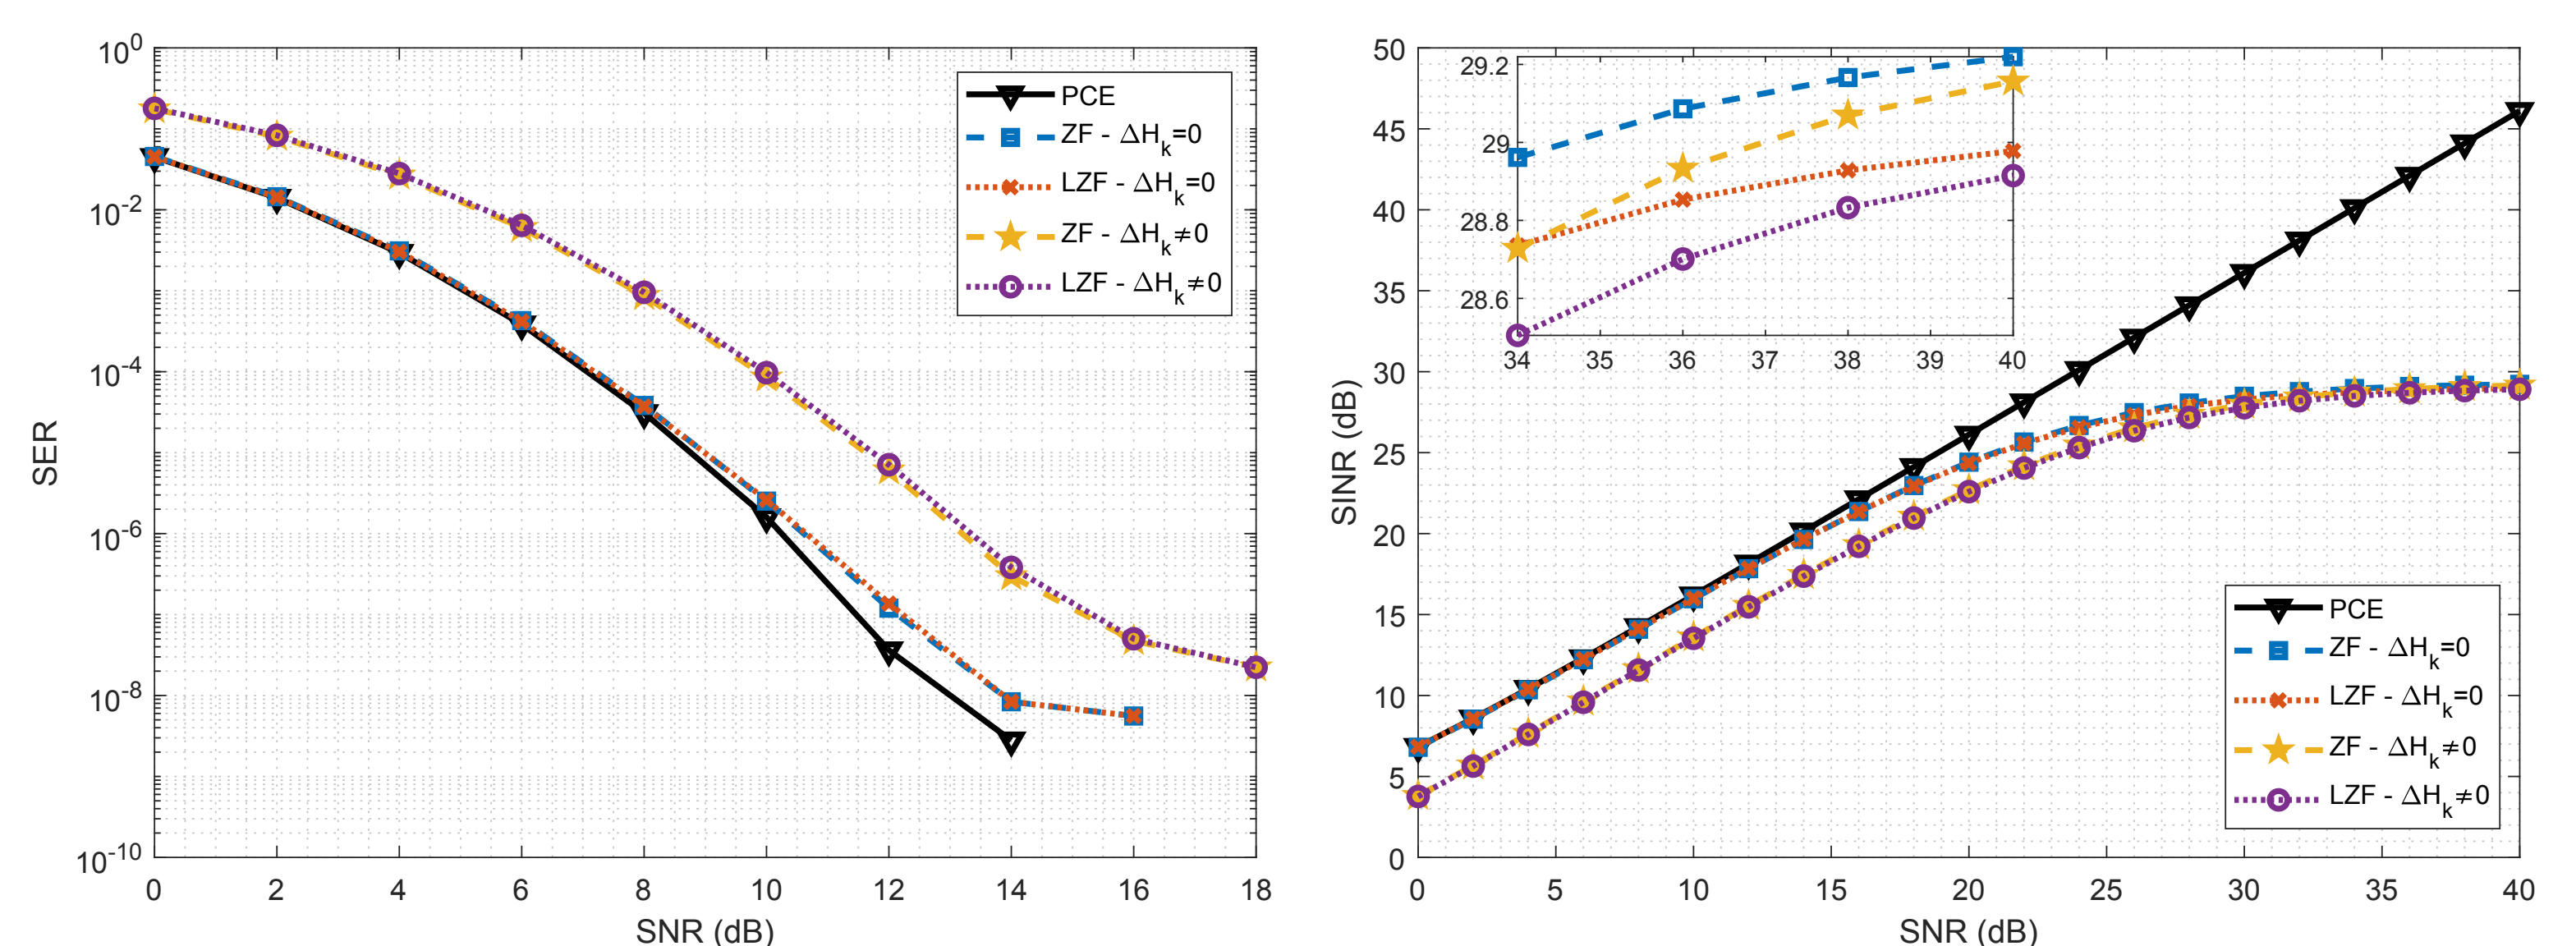 10^0
10^-2
10^-4
10^-6
10^-8
10^-10
SER
0 2 4 6 8 10 12 14 16 18
SNR (dB)
PCE
ZF - ΔH_k=0
LZF - ΔH_k=0
ZF - ΔH_k≠0
LZF - ΔH_k≠0
50
45
40
35
30
25
20
15
10
5
0
SINR (dB)
0 5 10 15 20 25 30 35 40
SNR (dB)
29.2
29
28.8
28.6
34 35 36 37 38 39 40
PCE
ZF - ΔH_k=0
LZF - ΔH_k=0
ZF - ΔH_k≠0
LZF - ΔH_k≠0